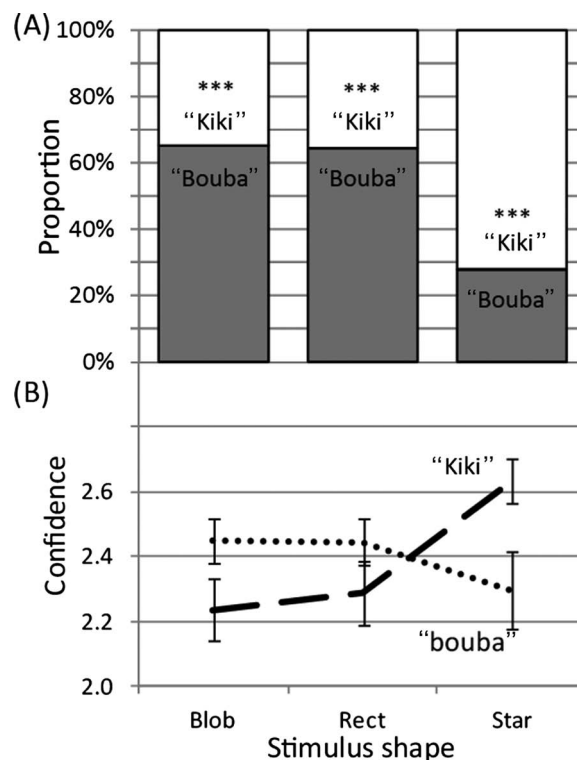 (A)
100%
80%
60%
40%
20%
0%
Proportion
***
“Kiki”
“Bouba”
***
“Kiki”
“Bouba”
***
“Kiki”
“Bouba”
(B)
Confidence
2.6
2.4
2.2
2.0
“Kiki”
“bouba”
Blob Rect Star
Stimulus shape